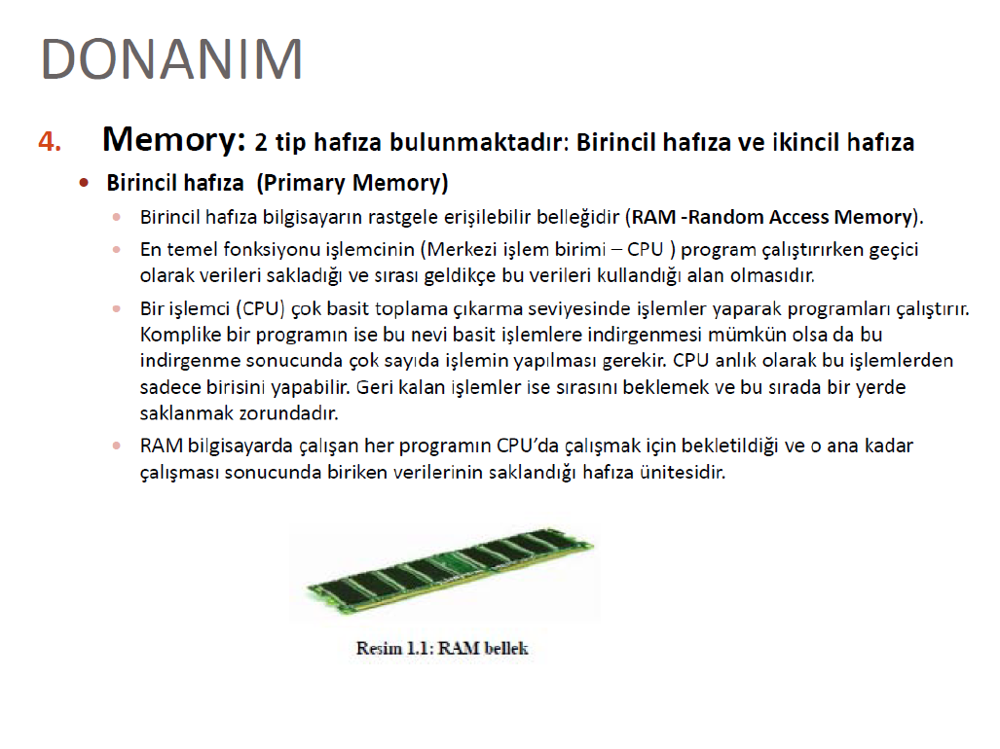 DONANIM
4. Memory: 2 tip hafıza bulunmaktadır: Birincil hafıza ve ikincil hafıza
• Birincil hafıza (Primary Memory)
• Birincil hafıza bilgisayarın rastgele erişilebilir belleğidir (RAM -Random Access Memory).
• En temel fonksiyonu işlemcinin (Merkezi işlem birimi – CPU ) program çalıştırırken geçici
olarak verileri sakladığı ve sırası geldikçe bu verileri kullandığı alan olmasıdır.
• Bir işlemci (CPU) çok basit toplama çıkarma seviyesinde işlemler yaparak programları çalıştırır.
Komplike bir programın ise bu nevi basit işlemlere indirgenmesi mümkün olsa da bu
indirgenme sonucunda çok sayıda işlemin yapılması gerekir. CPU anlık olarak bu işlemlerden
sadece birisini yapabilir. Geri kalan işlemler ise sırasını beklemek ve bu sırada bir yerde
saklanmak zorundadır.
• RAM bilgisayarda çalışan her programın CPU’da çalışmak için bekletildiği ve o ana kadar
çalışması sonucunda biriken verilerinin saklandığı hafıza ünitesidir.
Resim 1.1: RAM bellek